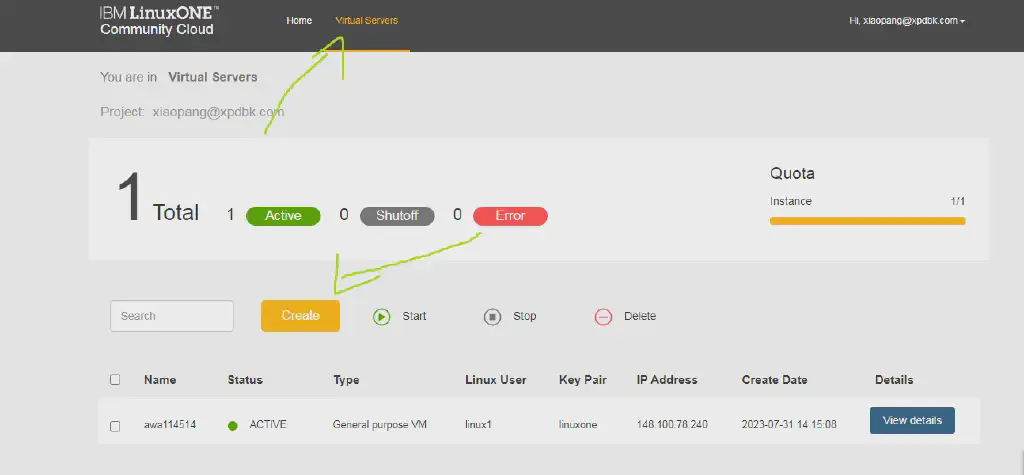 IBM LinuxONE™ Home Virtual Servers Hi, xiaopang@xpdbk.com
Community Cloud
You are in Virtual Servers
Project: xiaopang@xpdbk.com
1 Total 1 Active 0 Shutoff 0 Error
Quota
Instance 1/1
Search Create Start Stop Delete
Name Status Type Linux User Key Pair IP Address Create Date Details
awa114514 ACTIVE General purpose VM linux1 linuxone 148.100.78.240 2023-07-31 14 15:08 View details